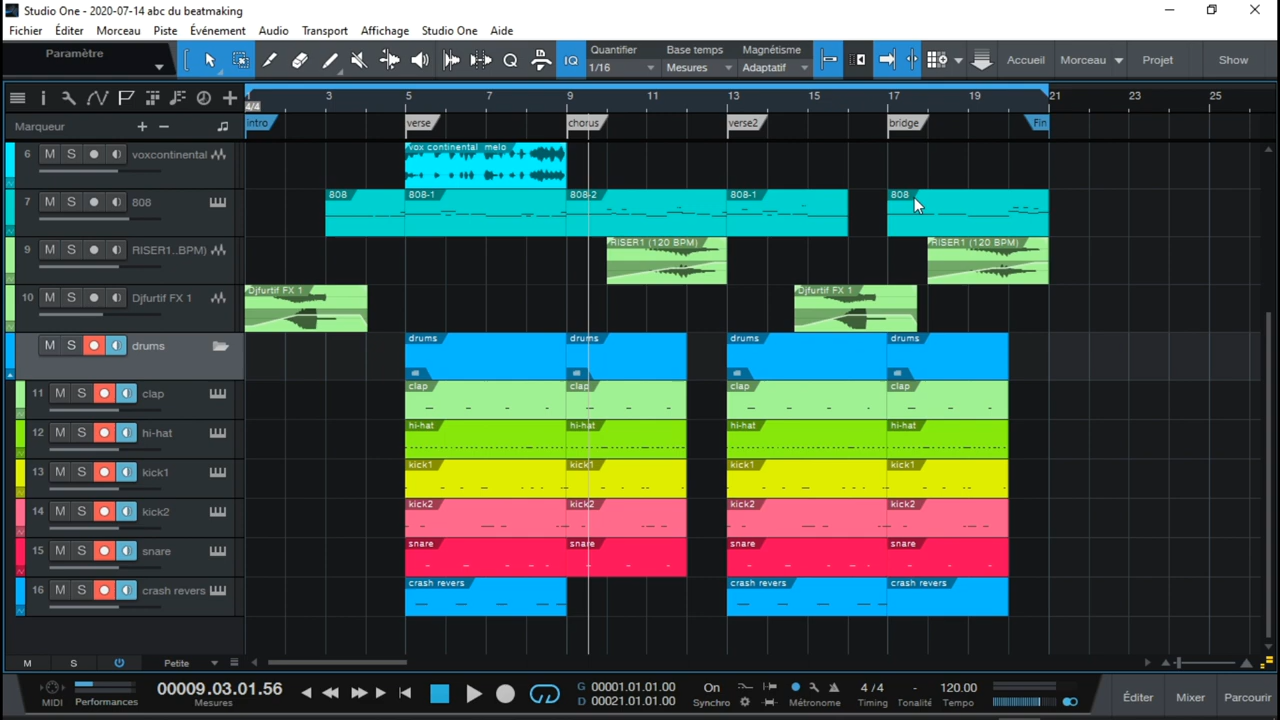 Studio One - 2020-07-14 abc du beatmaking
Fichier Éditer Morceau Piste Événement Audio Transport Affichage Studio One Aide
Paramètre
IQ
Quantifier
1/16
Base temps
Mesures
Magnétisme
Adaptatif
Accueil Morceau Projet Show
1 3 5 7 9 11 13 15 17 19 21 23 25
4/4
Marqueur
intro verse chorus verse2 bridge Fin
6 M S voxcontinental
vox continental melo
7 M S 808
808 808-1 808-2 808-1 808
9 M S RISER1..BPM)
RISER1 (120 BPM) RISER1 (120 BPM)
10 M S Djfurtif FX 1
Djfurtif FX 1 Djfurtif FX 1
M S drums
drums drums drums drums
11 M S clap
clap clap clap clap
12 M S hi-hat
hi-hat hi-hat hi-hat hi-hat
13 M S kick1
kick1 kick1 kick1 kick1
14 M S kick2
kick2 kick2 kick2 kick2
15 M S snare
snare snare snare snare
16 M S crash revers
crash revers crash revers crash revers
M S Petite
MIDI
Performances
00009.03.01.56
Mesures
G 00001.01.01.00
D 00021.01.01.00
On
Synchro
Métronome
4 / 4
Timing
-
Tonalité
120.00
Tempo
Éditer Mixer Parcourir